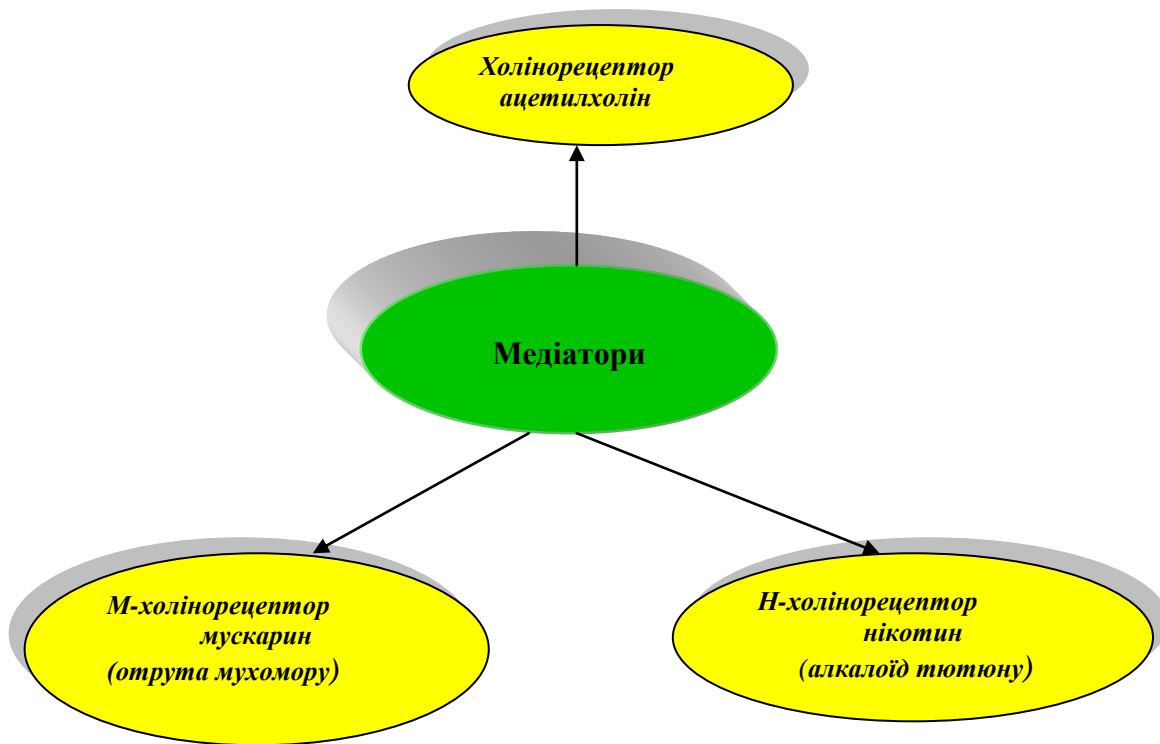 Холінорецептор
ацетилхолін
Медіатори
М-холінорецептор
мускарин
(отрута мухомору)
Н-холінорецептор
нікотин
(алкалоїд тютюну)